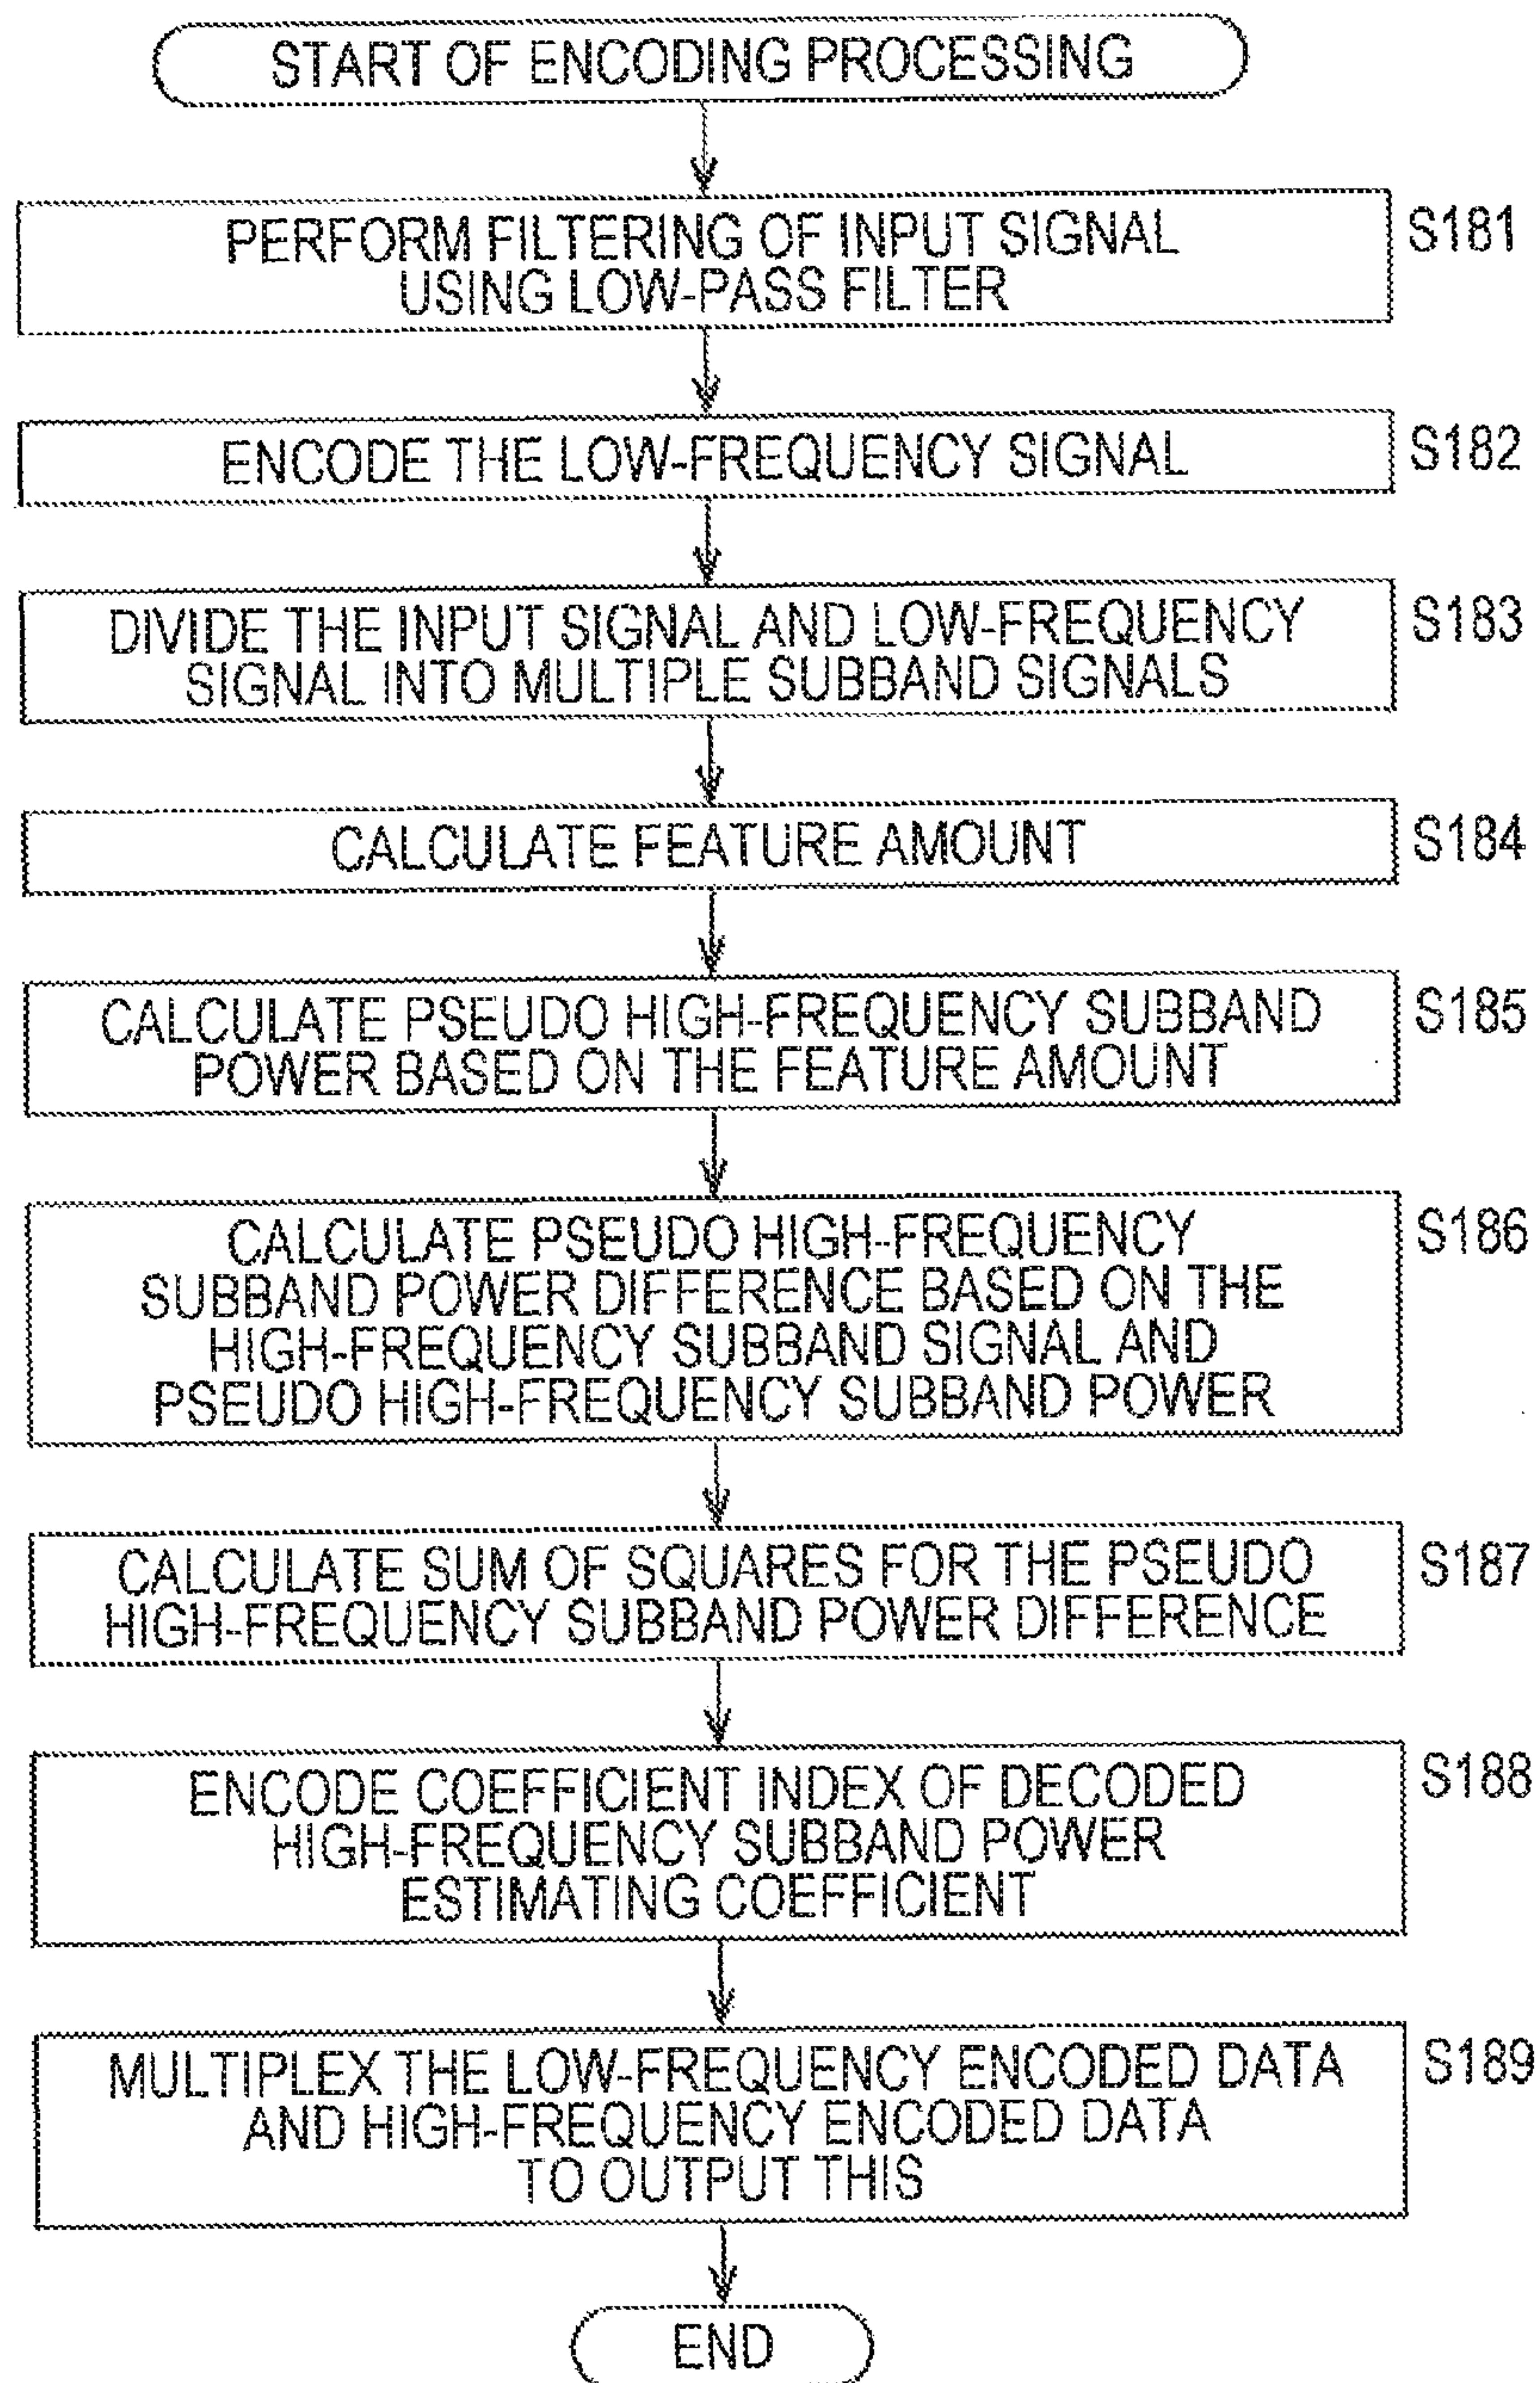 START OF ENCODING PROCESSING
PERFORM FILTERING OF INPUT SIGNAL
USING LOW-PASS FILTER
S181
ENCODE THE LOW-FREQUENCY SIGNAL
S182
DIVIDE THE INPUT SIGNAL AND LOW-FREQUENCY
SIGNAL INTO MULTIPLE SUBBAND SIGNALS
S183
CALCULATE FEATURE AMOUNT
S184
CALCULATE PSEUDO HIGH-FREQUENCY SUBBAND
POWER BASED ON THE FEATURE AMOUNT
S185
CALCULATE PSEUDO HIGH-FREQUENCY
SUBBAND POWER DIFFERENCE BASED ON THE
HIGH-FREQUENCY SUBBAND SIGNAL AND
PSEUDO HIGH-FREQUENCY SUBBAND POWER
S186
CALCULATE SUM OF SQUARES FOR THE PSEUDO
HIGH-FREQUENCY SUBBAND POWER DIFFERENCE
S187
ENCODE COEFFICIENT INDEX OF DECODED
HIGH-FREQUENCY SUBBAND POWER
ESTIMATING COEFFICIENT
S188
MULTIPLEX THE LOW-FREQUENCY ENCODED DATA
AND HIGH-FREQUENCY ENCODED DATA
TO OUTPUT THIS
S189
END